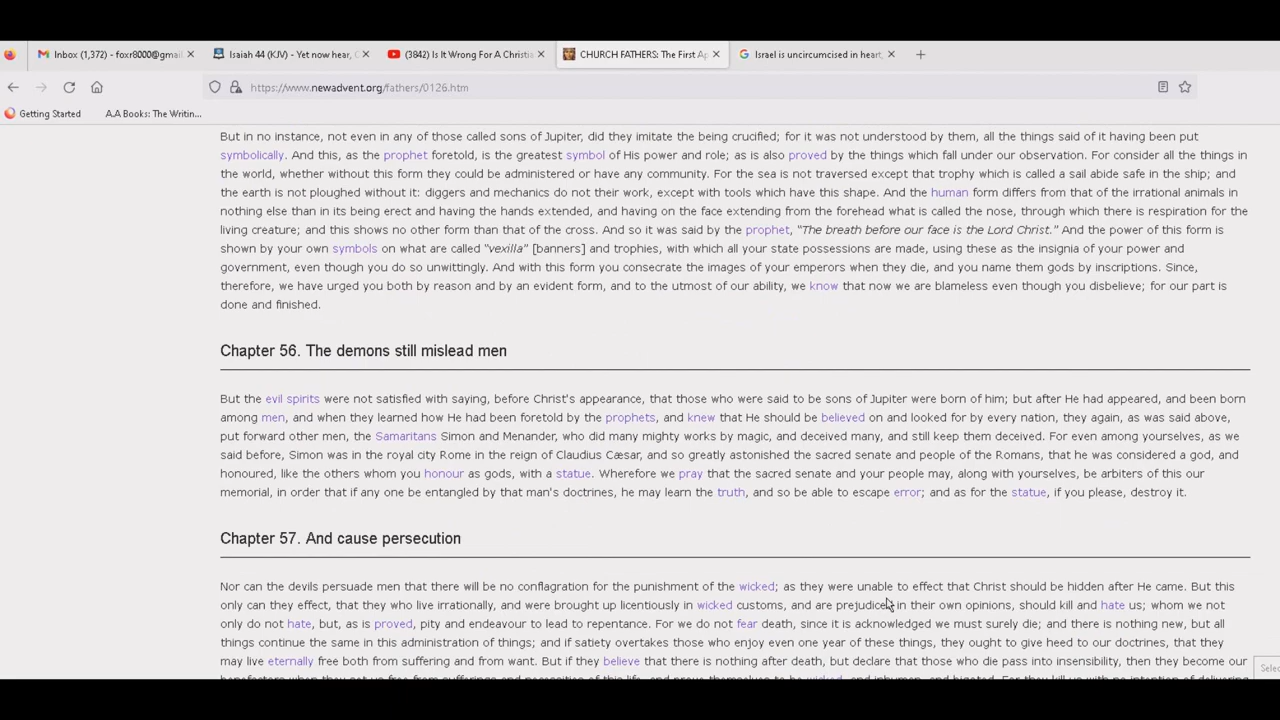 Inbox (1,372) - foxr8000@gmail.
Isaiah 44 (KJV) - Yet now hear, O
(3842) Is It Wrong For A Christia
CHURCH FATHERS: The First Ap
Israel is uncircumcised in heart,
https://www.newadvent.org/fathers/0126.htm
Getting Started
A,A Books: The Writin...
But in no instance, not even in any of those called sons of Jupiter, did they imitate the being crucified; for it was not understood by them, all the things said of it having been put
symbolically. And this, as the prophet foretold, is the greatest symbol of His power and role; as is also proved by the things which fall under our observation. For consider all the things in
the world, whether without this form they could be administered or have any community. For the sea is not traversed except that trophy which is called a sail abide safe in the ship; and
the earth is not ploughed without it: diggers and mechanics do not their work, except with tools which have this shape. And the human form differs from that of the irrational animals in
nothing else than in its being erect and having the hands extended, and having on the face extending from the forehead what is called the nose, through which there is respiration for the
living creature; and this shows no other form than that of the cross. And so it was said by the prophet, "The breath before our face is the Lord Christ." And the power of this form is
shown by your own symbols on what are called "vexilla" [banners] and trophies, with which all your state possessions are made, using these as the insignia of your power and
government, even though you do so unwittingly. And with this form you consecrate the images of your emperors when they die, and you name them gods by inscriptions. Since,
therefore, we have urged you both by reason and by an evident form, and to the utmost of our ability, we know that now we are blameless even though you disbelieve; for our part is
done and finished.
Chapter 56. The demons still mislead men
But the evil spirits were not satisfied with saying, before Christ's appearance, that those who were said to be sons of Jupiter were born of him; but after He had appeared, and been born
among men, and when they learned how He had been foretold by the prophets, and knew that He should be believed on and looked for by every nation, they again, as was said above,
put forward other men, the Samaritans Simon and Menander, who did many mighty works by magic, and deceived many, and still keep them deceived. For even among yourselves, as we
said before, Simon was in the royal city Rome in the reign of Claudius Cæsar, and so greatly astonished the sacred senate and people of the Romans, that he was considered a god, and
honoured, like the others whom you honour as gods, with a statue. Wherefore we pray that the sacred senate and your people may, along with yourselves, be arbiters of this our
memorial, in order that if any one be entangled by that man's doctrines, he may learn the truth, and so be able to escape error; and as for the statue, if you please, destroy it.
Chapter 57. And cause persecution
Nor can the devils persuade men that there will be no conflagration for the punishment of the wicked; as they were unable to effect that Christ should be hidden after He came. But this
only can they effect, that they who live irrationally, and were brought up licentiously in wicked customs, and are prejudiced in their own opinions, should kill and hate us; whom we not
only do not hate, but, as is proved, pity and endeavour to lead to repentance. For we do not fear death, since it is acknowledged we must surely die; and there is nothing new, but all
things continue the same in this administration of things; and if satiety overtakes those who enjoy even one year of these things, they ought to give heed to our doctrines, that they
may live eternally free both from suffering and from want. But if they believe that there is nothing after death, but declare that those who die pass into insensibility, then they become our
Selec